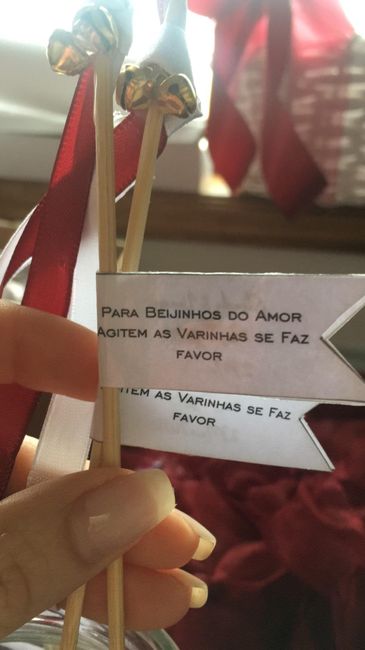 Para Beijinhos do Amor
Agitem as Varinhas se Faz
favor
item as Varinhas se Faz
favor